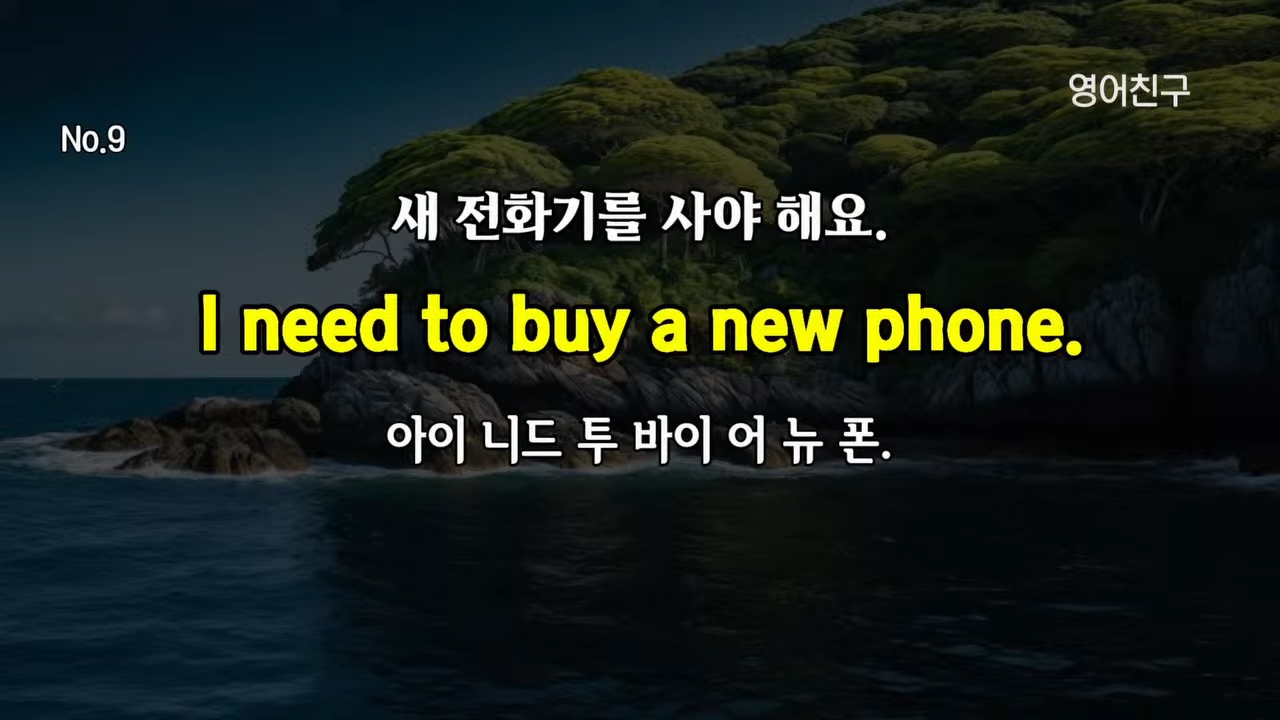 영어친구
No.9
새 전화기를 사야 해요.
I need to buy a new phone.
아이 니드 투 바이 어 뉴 폰.